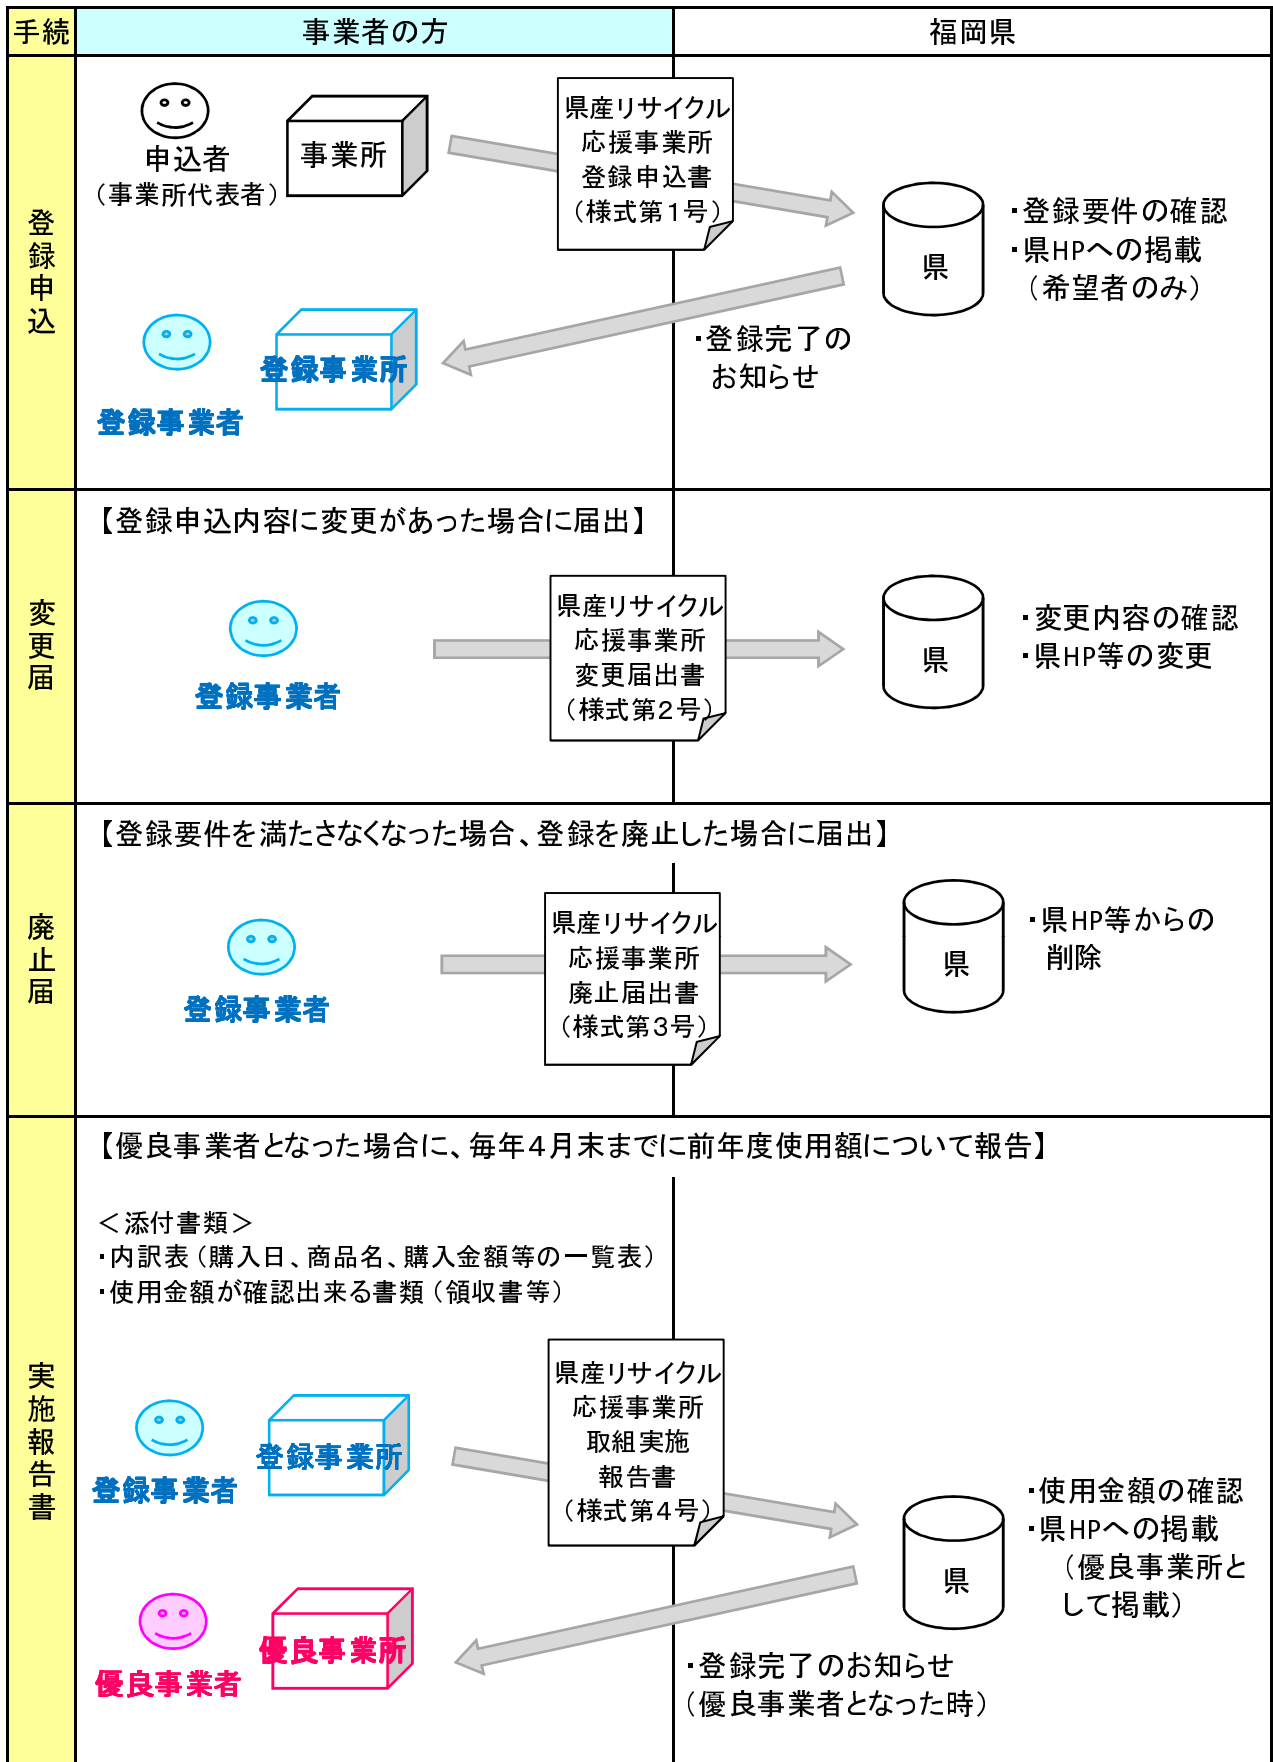 手続
事業者の方
福岡県
登録申込
申込者
（事業所代表者）
事業所
県産リサイクル
応援事業所
登録申込書
（様式第１号）
県
・登録要件の確認
・県HPへの掲載
（希望者のみ）
・登録完了の
お知らせ
登録事業所
登録事業者
変更届
【登録申込内容に変更があった場合に届出】
登録事業者
県産リサイクル
応援事業所
変更届出書
（様式第２号）
県
・変更内容の確認
・県HP等の変更
廃止届
【登録要件を満たさなくなった場合、登録を廃止した場合に届出】
登録事業者
県産リサイクル
応援事業所
廃止届出書
（様式第３号）
県
・県HP等からの
削除
実施報告書
【優良事業者となった場合に、毎年４月末までに前年度使用額について報告】
＜添付書類＞
・内訳表（購入日、商品名、購入金額等の一覧表）
・使用金額が確認出来る書類（領収書等）
登録事業者
登録事業所
県産リサイクル
応援事業所
取組実施
報告書
（様式第４号）
県
・使用金額の確認
・県HPへの掲載
（優良事業所と
して掲載）
・登録完了のお知らせ
（優良事業者となった時）
優良事業所
優良事業者